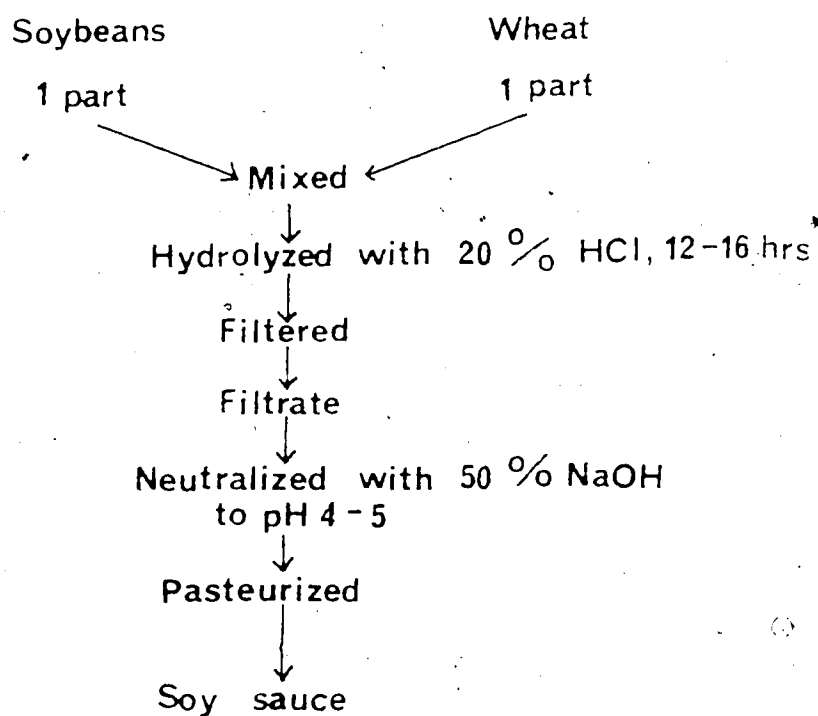 Soybeans Wheat
1 part 1 part
Mixed
Hydrolyzed with 20 % HCl, 12-16 hrs
Filtered
Filtrate
Neutralized with 50 % NaOH
to pH 4-5
Pasteurized
Soy sauce